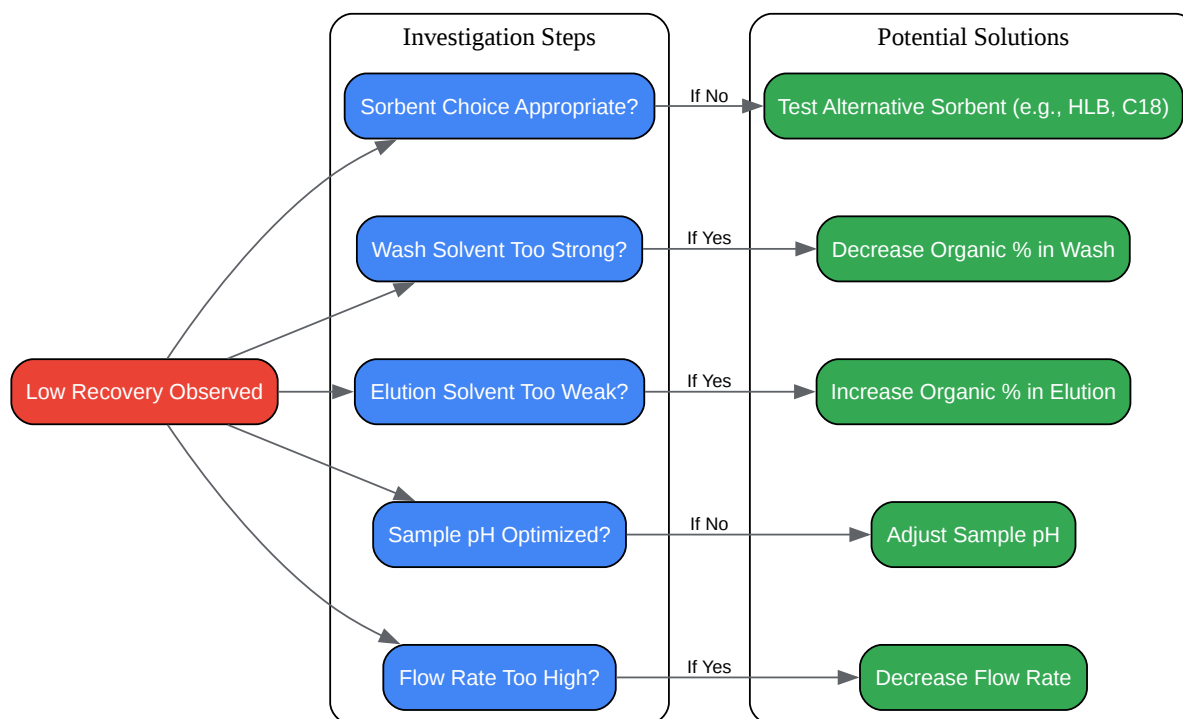 Investigation Steps
Potential Solutions
Sorbent Choice Appropriate?
If No
Test Alternative Sorbent (e.g., HLB, C18)
Wash Solvent Too Strong?
If Yes
Decrease Organic % in Wash
Low Recovery Observed
Elution Solvent Too Weak?
If Yes
Increase Organic % in Elution
Sample pH Optimized?
If No
Adjust Sample pH
Flow Rate Too High?
If Yes
Decrease Flow Rate